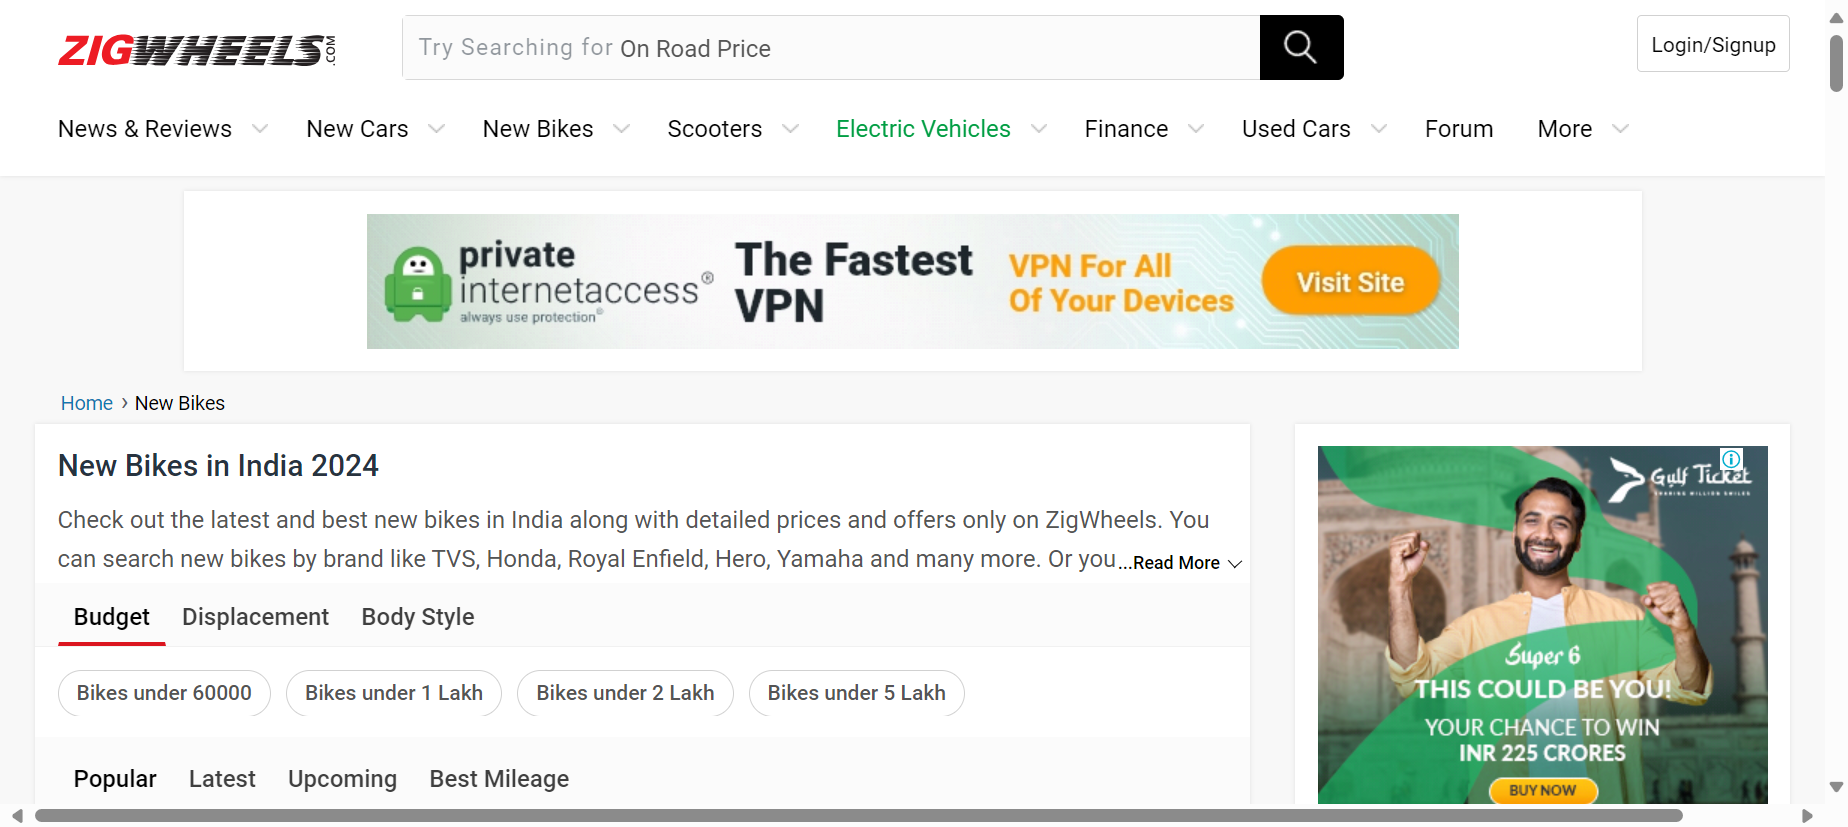 ZIGWHEELS.COM
Try Searching for On Road Price
Login/Signup
News & Reviews New Cars New Bikes Scooters Electric Vehicles Finance Used Cars Forum More
private
internetaccess®
always use protection®
The Fastest
VPN
VPN For All
Of Your Devices
Visit Site
Home › New Bikes
New Bikes in India 2024
Check out the latest and best new bikes in India along with detailed prices and offers only on ZigWheels. You
can search new bikes by brand like TVS, Honda, Royal Enfield, Hero, Yamaha and many more. Or you ...Read More
Budget Displacement Body Style
Bikes under 60000 Bikes under 1 Lakh Bikes under 2 Lakh Bikes under 5 Lakh
Popular Latest Upcoming Best Mileage
Gulf Ticket
SHARING MILLION SMILES
Super 6
THIS COULD BE YOU!
YOUR CHANCE TO WIN
INR 225 CRORES
BUY NOW